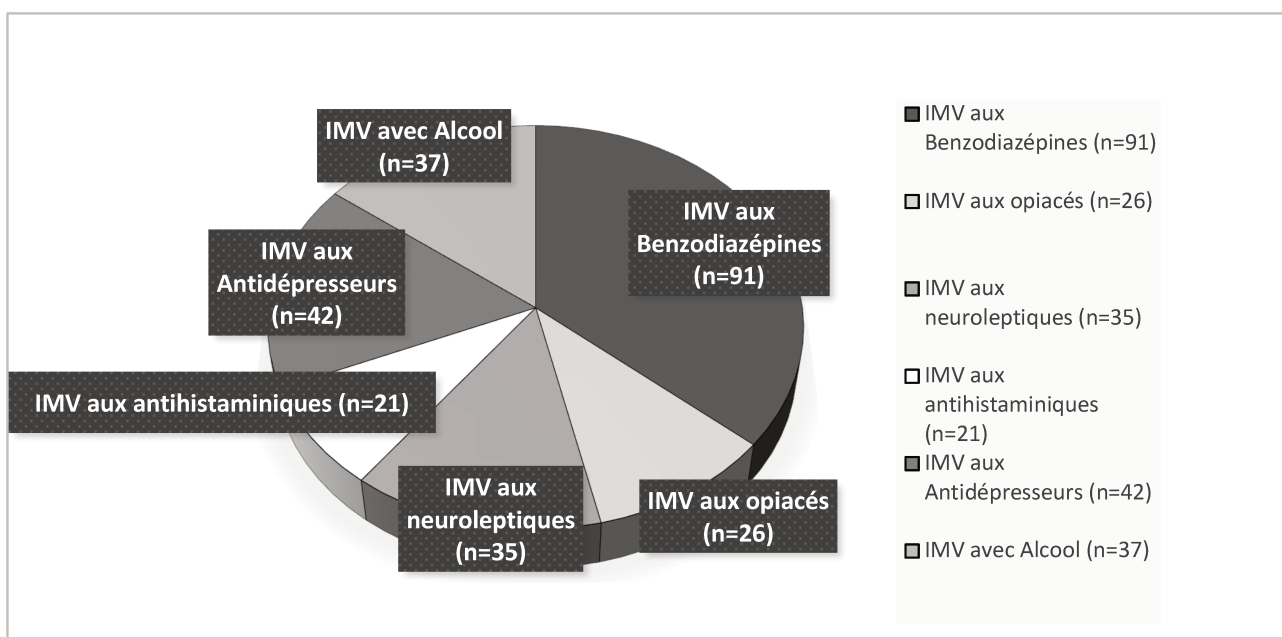 IMV avec Alcool
(n=37)
IMV aux
Benzodiazépines
(n=91)
IMV aux
Antidépresseurs
(n=42)
IMV aux antihistaminiques (n=21)
IMV aux
neuroleptiques
(n=35)
IMV aux opiacés
(n=26)
IMV aux
Benzodiazépines (n=91)
IMV aux opiacés (n=26)
IMV aux
neuroleptiques (n=35)
IMV aux
antihistaminiques
(n=21)
IMV aux
Antidépresseurs (n=42)
IMV avec Alcool (n=37)